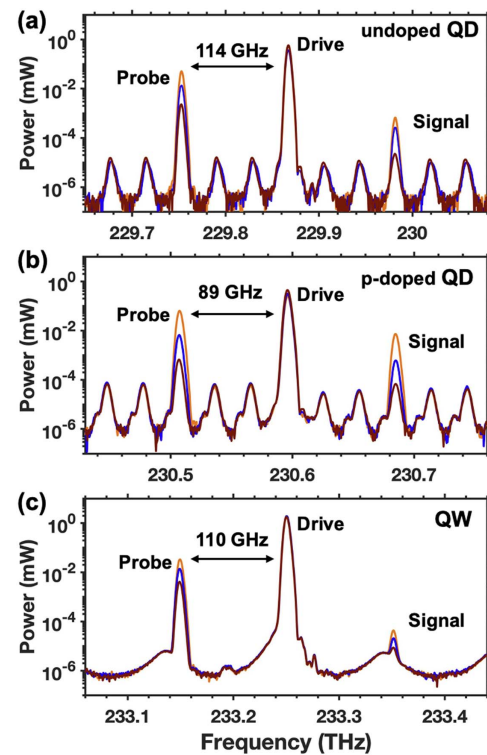 (a)
undoped QD
114 GHz
Drive
Probe
Signal
Power (mW)
10^0
10^-2
10^-4
10^-6
229.7 229.8 229.9 230
(b)
p-doped QD
89 GHz
Drive
Probe
Signal
Power (mW)
10^0
10^-2
10^-4
10^-6
230.5 230.6 230.7
(c)
QW
110 GHz
Drive
Probe
Signal
Power (mW)
10^0
10^-2
10^-4
10^-6
233.1 233.2 233.3 233.4
Frequency (THz)